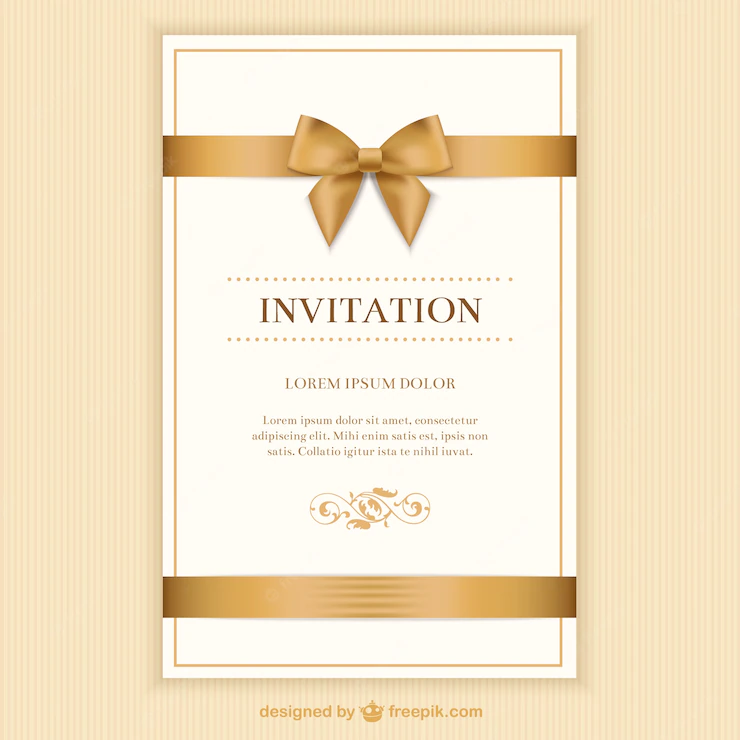 INVITATION
LOREM IPSUM DOLOR
Lorem ipsum dolor sit amet, consectetur
adipiscing elit. Mihi enim satis est, ipsis non
satis. Collatio igitur ista te nihil iuvat.
designed by freepik.com